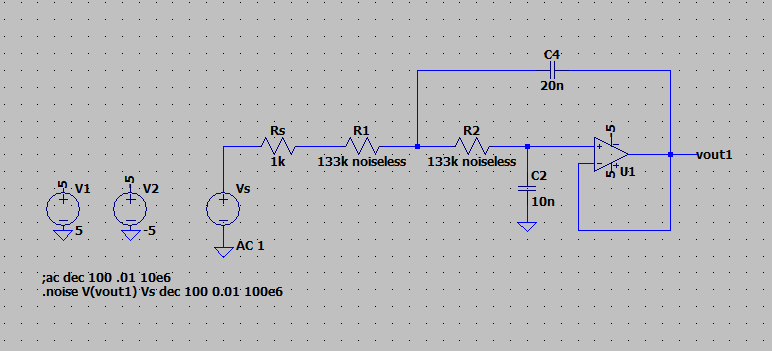 C4
20n
Rs
R1
R2
1k
133k noiseless
133k noiseless
-5
+
-
vout1
+
5
U1
C2
10n
5
V1
-5
V2
Vs
5
-5
AC 1
;ac dec 100 .01 10e6
.noise V(vout1) Vs dec 100 0.01 100e6